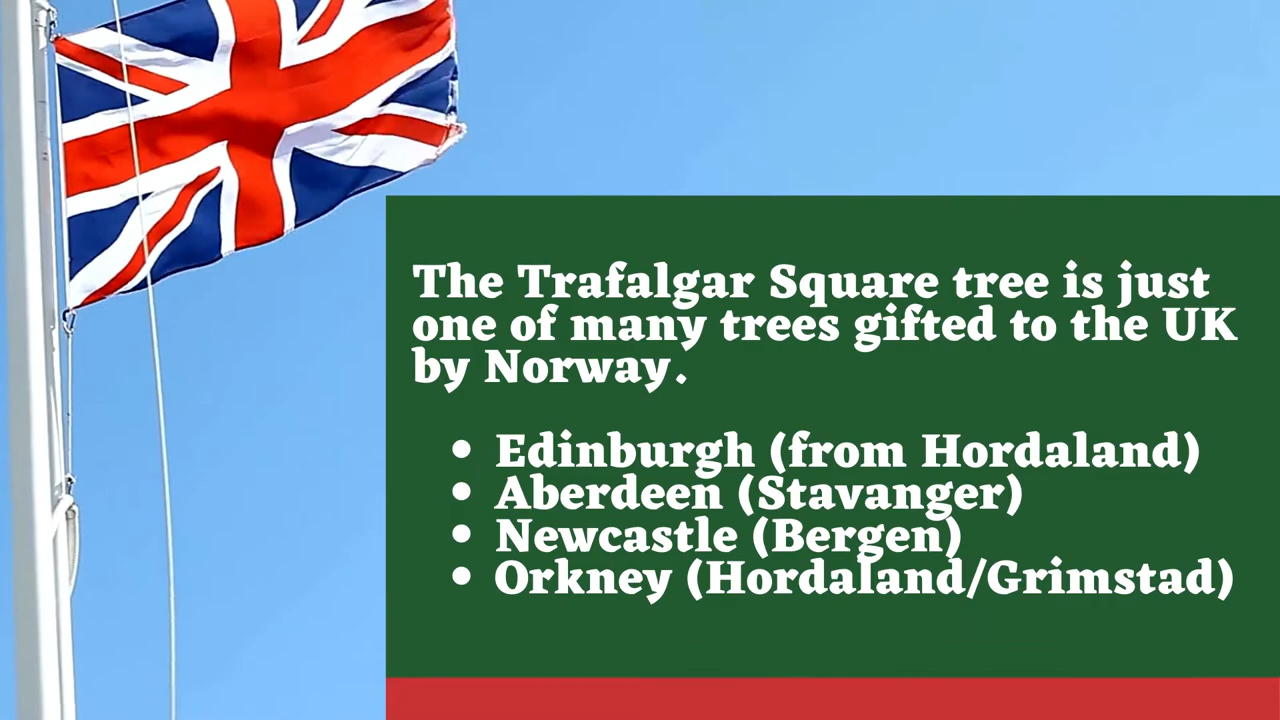 The Trafalgar Square tree is just
one of many trees gifted to the UK
by Norway.
• Edinburgh (from Hordaland)
• Aberdeen (Stavanger)
• Newcastle (Bergen)
• Orkney (Hordaland/Grimstad)